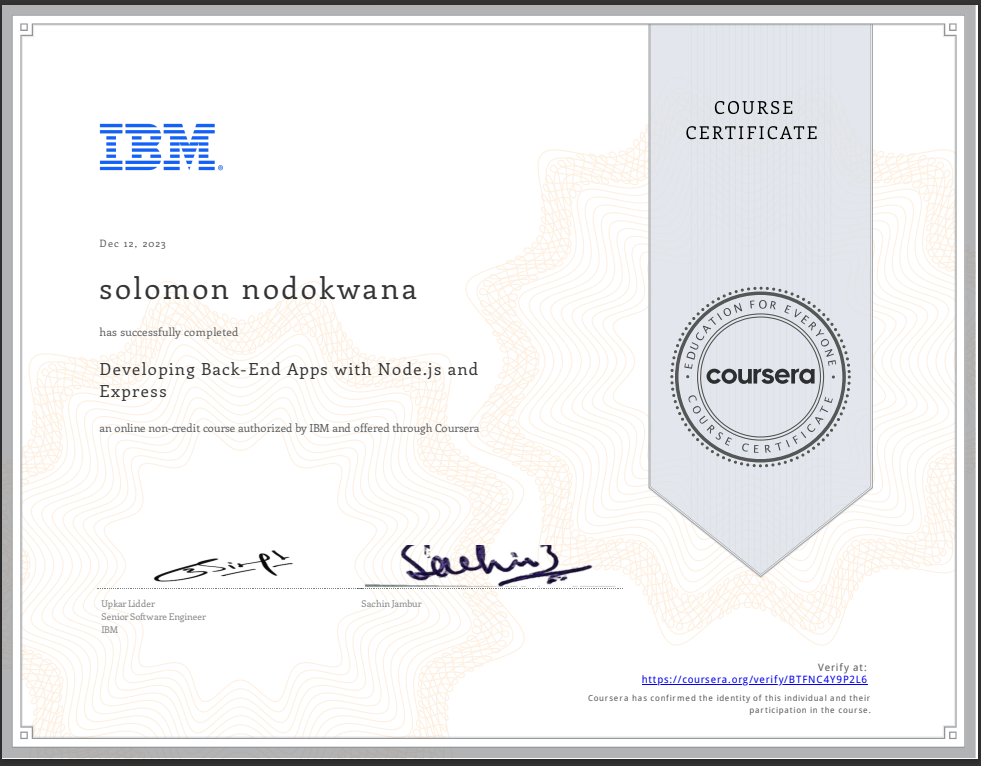 COURSE
CERTIFICATE
IBM®
Dec 12, 2023
solomon nodokwana
has successfully completed
Developing Back-End Apps with Node.js and
Express
an online non-credit course authorized by IBM and offered through Coursera
EDUCATION FOR EVERYONE
coursera
COURSE CERTIFICATE
Sachin J
Upkar Lidder
Senior Software Engineer
IBM
Sachin Jambur
Verify at:
https://coursera.org/verify/BTFNC4Y9P2L6
Coursera has confirmed the identity of this individual and their
participation in the course.